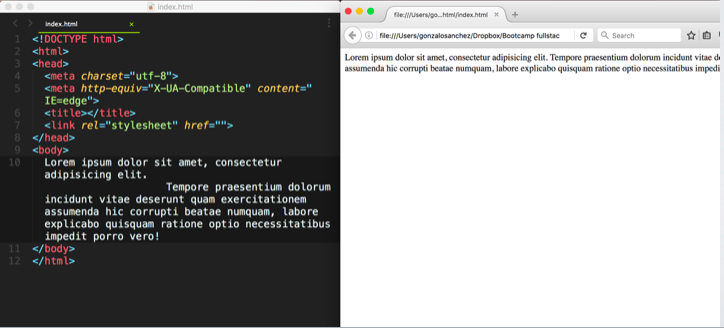 index.html
index.html ×
1 <!DOCTYPE html>
2 <html>
3 <head>
4 <meta charset="utf-8">
5 <meta http-equiv="X-UA-Compatible" content="
IE=edge">
6 <title></title>
7 <link rel="stylesheet" href="">
8 </head>
9 <body>
10 Lorem ipsum dolor sit amet, consectetur
adipisicing elit.
Tempore praesentium dolorum
incidunt vitae deserunt quam exercitationem
assumenda hic corrupti beatae numquam, labore
explicabo quisquam ratione optio necessitatibus
impedit porro vero!
11 </body>
12 </html>
file:///Users/go...html/index.html ×
file:///Users/gonzalosanchez/Dropbox/Bootcamp fullstac
Search
Lorem ipsum dolor sit amet, consectetur adipisicing elit. Tempore praesentium dolorum incidunt vitae de
assumenda hic corrupti beatae numquam, labore explicabo quisquam ratione optio necessitatibus impedi